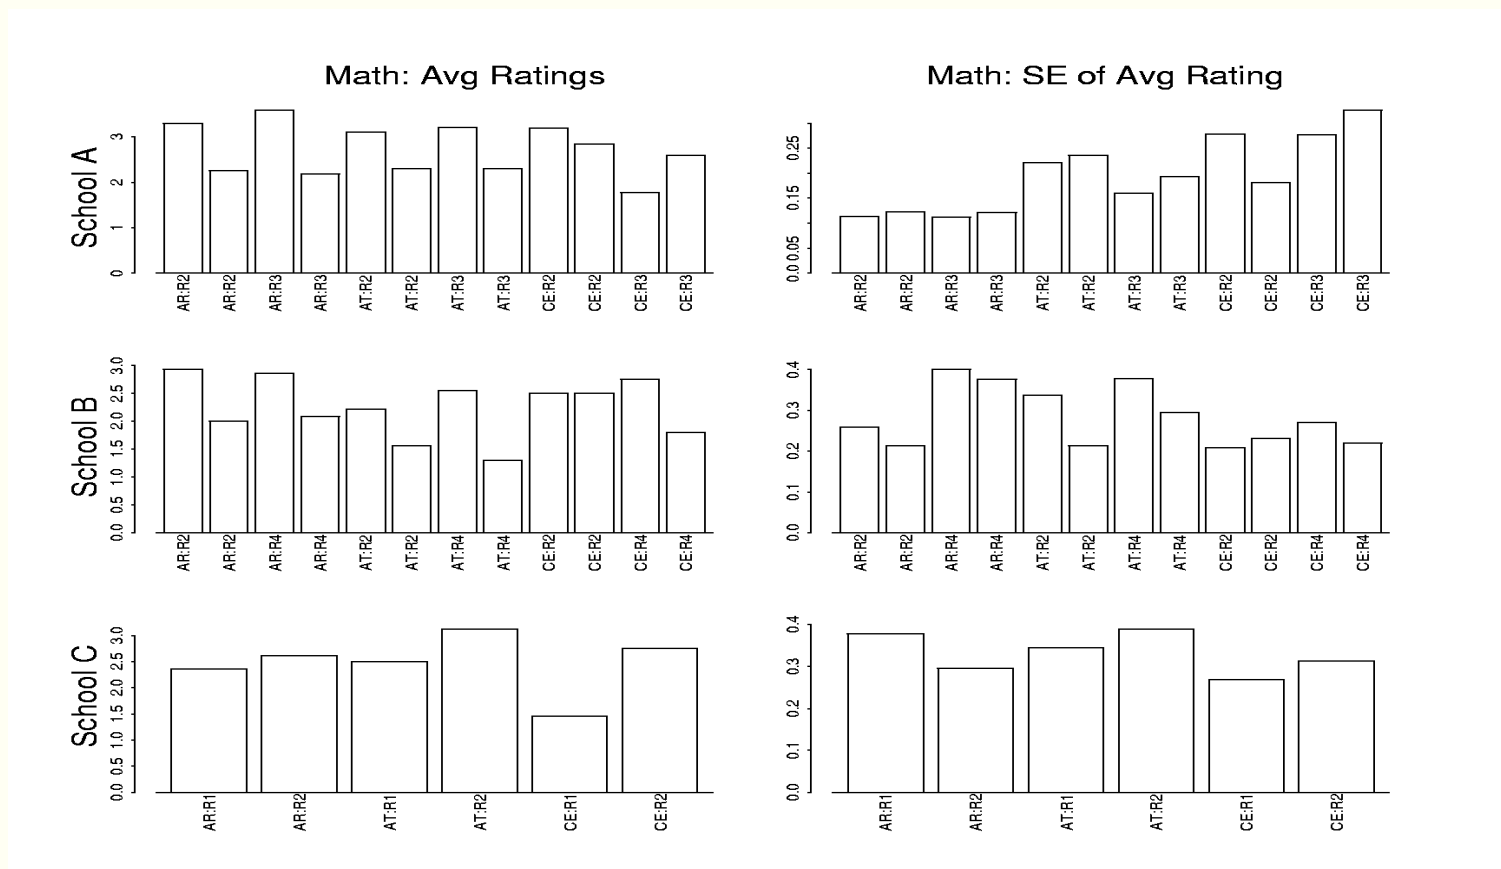 Math: Avg Ratings
Math: SE of Avg Rating
School A
0 1 2 3
AR:R2 AR:R2 AR:R3 AR:R3 AT:R2 AT:R2 AT:R3 AT:R3 CE:R2 CE:R2 CE:R3 CE:R3
0.0 0.05 0.15 0.25
AR:R2 AR:R2 AR:R3 AR:R3 AT:R2 AT:R2 AT:R3 AT:R3 CE:R2 CE:R2 CE:R3 CE:R3
School B
0.0 0.5 1.0 1.5 2.0 2.5 3.0
AR:R2 AR:R2 AR:R4 AR:R4 AT:R2 AT:R2 AT:R4 AT:R4 CE:R2 CE:R2 CE:R4 CE:R4
0.0 0.1 0.2 0.3 0.4
AR:R2 AR:R2 AR:R4 AR:R4 AT:R2 AT:R2 AT:R4 AT:R4 CE:R2 CE:R2 CE:R4 CE:R4
School C
0.0 0.5 1.0 1.5 2.0 2.5 3.0
AR:R1 AR:R2 AT:R1 AT:R2 CE:R1 CE:R2
0.0 0.1 0.2 0.3 0.4
AR:R1 AR:R2 AT:R1 AT:R2 CE:R1 CE:R2